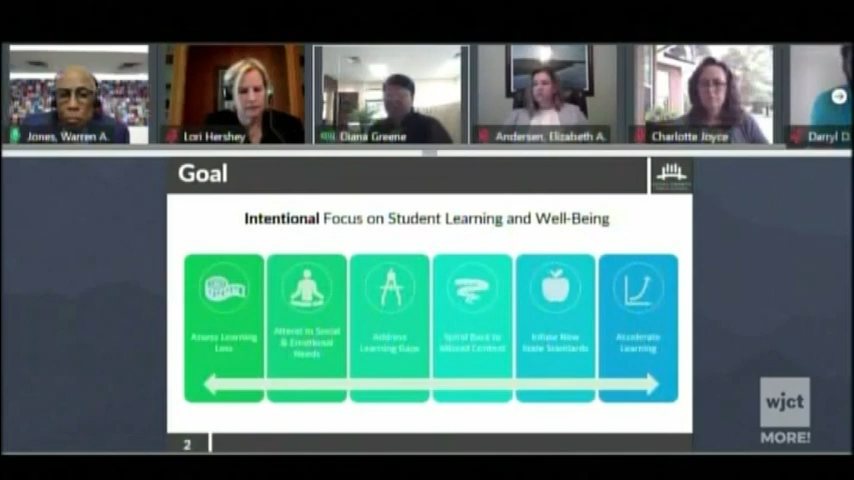 Jones, Warren A.
Lori Hershey
Diana Greene
Andersen, Elizabeth A.
Charlotte Joyce
Darryl D
Goal
Intentional Focus on Student Learning and Well-Being
Assess Learning
Loss
Attend to Social
& Emotional
Needs
Address
Learning Gaps
Spiral Back to
Missed Content
Infuse New
State Standards
Accelerate
Learning
2
wjct
MORE!